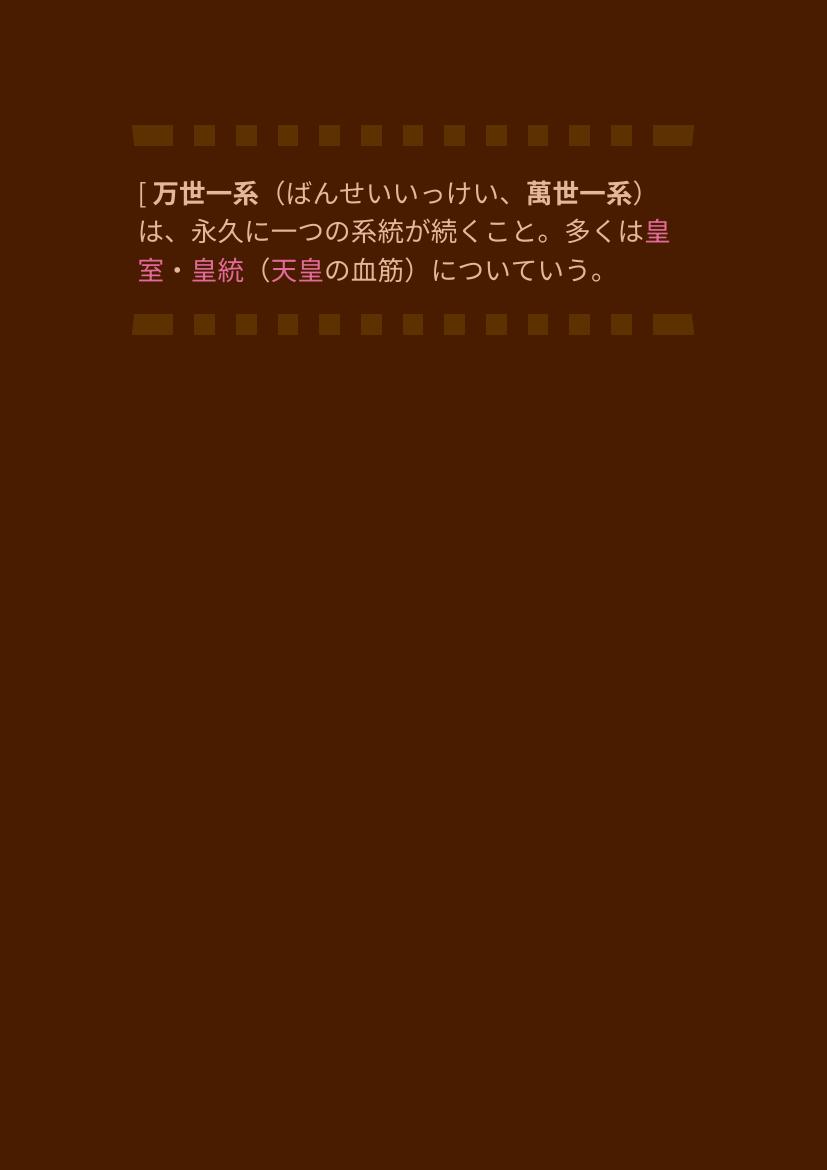 [ 万世一系（ばんせいいっけい、萬世一系）
は、永久に一つの系統が続くこと。多くは皇
室・皇統（天皇の血筋）についていう。